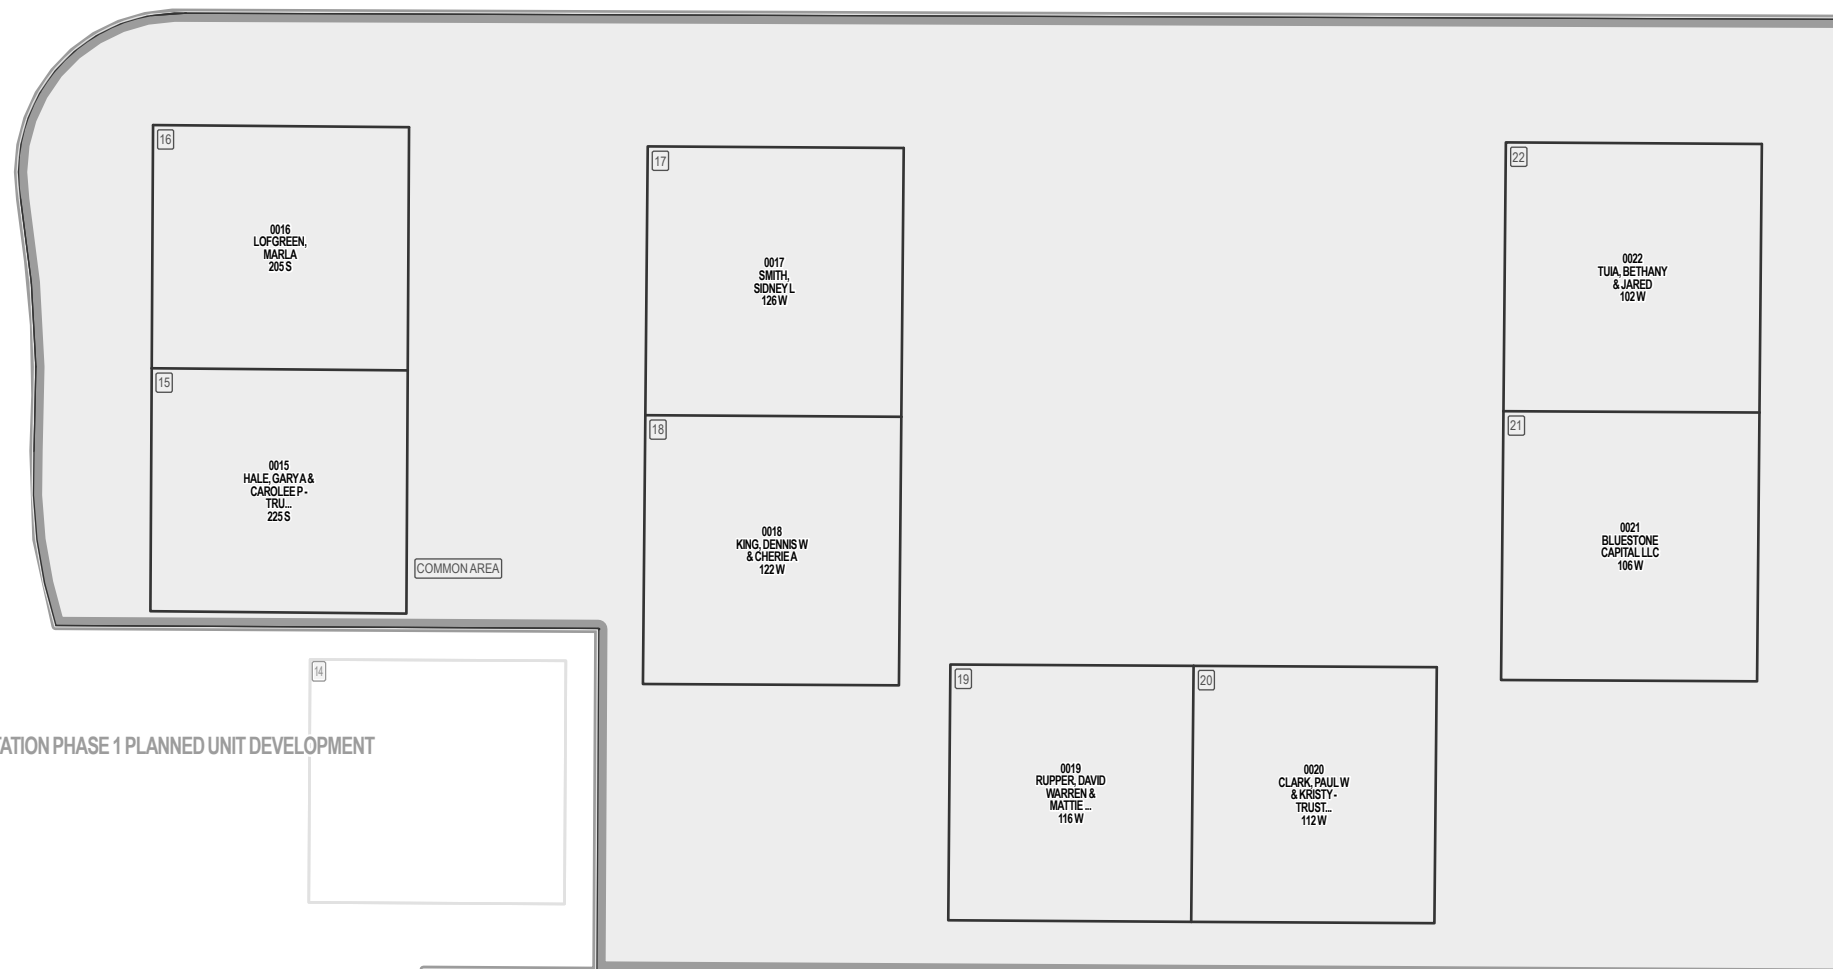 16
0016
LOFGREEN,
MARLA
205 S
17
0017
SMITH,
SIDNEY L
126 W
22
0022
TUIA, BETHANY
& JARED
102 W
15
0015
HALE, GARY A &
CAROLEE P -
TRU...
225 S
18
0018
KING, DENNIS W
& CHERIE A
122 W
21
0021
BLUESTONE
CAPITAL LLC
106 W
COMMON AREA
14
TATION PHASE 1 PLANNED UNIT DEVELOPMENT
19
0019
RUPPER, DAVID
WARREN &
MATTIE ...
116 W
20
0020
CLARK, PAUL W
& KRISTY -
TRUST...
112 W